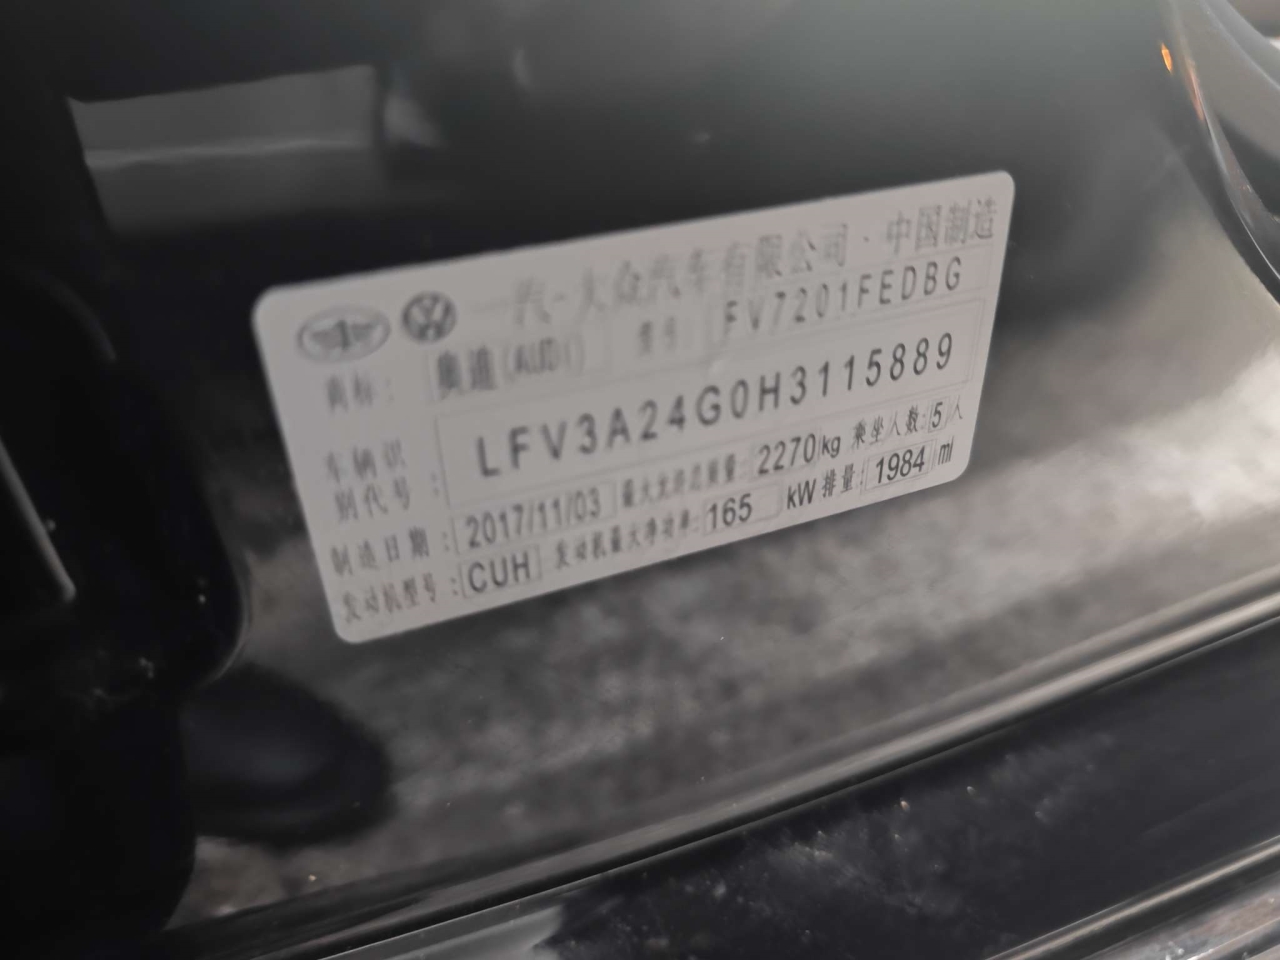 一汽-大众汽车有限公司·中国制造
商标: 奥迪(AUDI) 型号: FV7201FEDBG
车辆识别代号: LFV3A24G0H3115889
制造日期: 2017/11/03 最大允许总质量: 2270kg 乘坐人数: 5人
发动机型号: CUH 发动机最大净功率: 165 kW 排量: 1984 ml